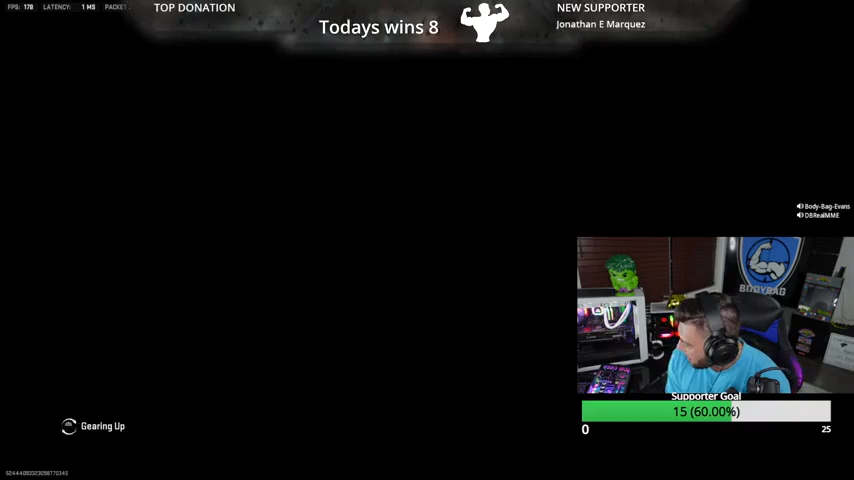 FPS: 178 LATENCY: 1 MS PACKET
TOP DONATION
Todays wins 8
NEW SUPPORTER
Jonathan E Marquez
Body-Bag-Evans
DBRealMME
BODYBAG
Supporter Goal
15 (60.00%)
0
25
Gearing Up